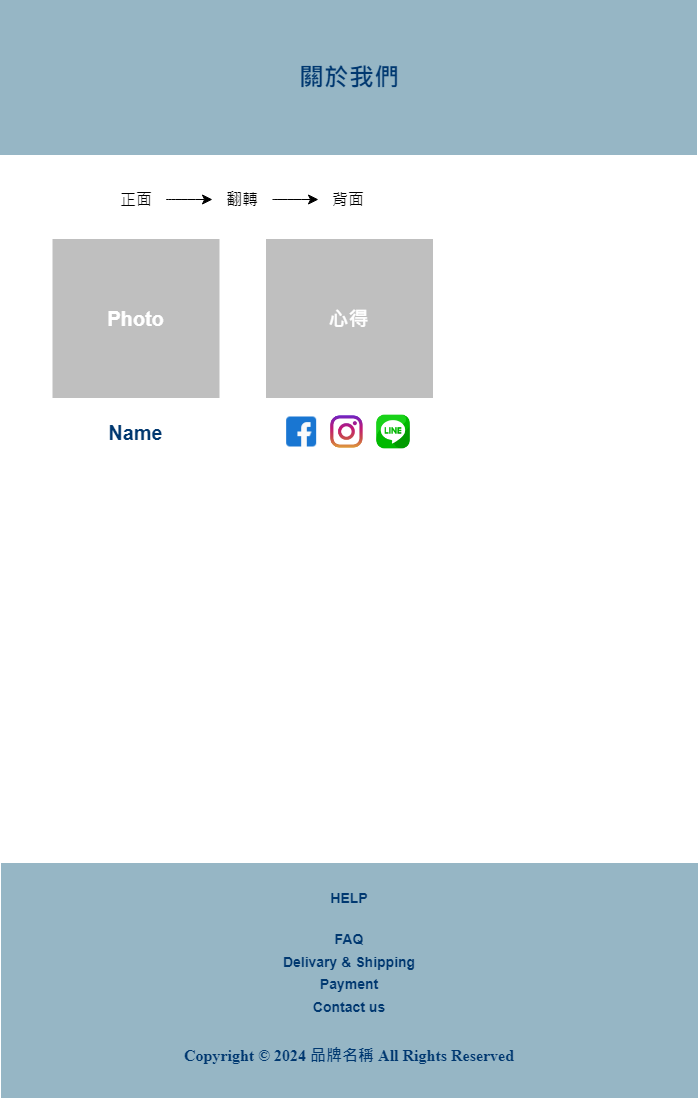 關於我們
正面 翻轉 背面
Photo 心得
Name LINE
HELP
FAQ
Delivary & Shipping
Payment
Contact us
Copyright © 2024 品牌名稱 All Rights Reserved